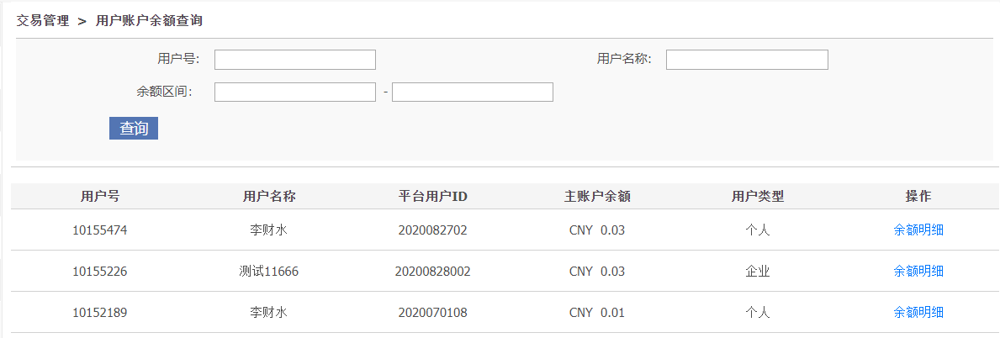 交易管理 > 用户账户余额查询
用户号: 用户名称:
余额区间: -
查询
用户号 用户名称 平台用户ID 主账户余额 用户类型 操作
10155474 李财水 2020082702 CNY 0.03 个人 余额明细
10155226 测试11666 20200828002 CNY 0.03 企业 余额明细
10152189 李财水 2020070108 CNY 0.01 个人 余额明细